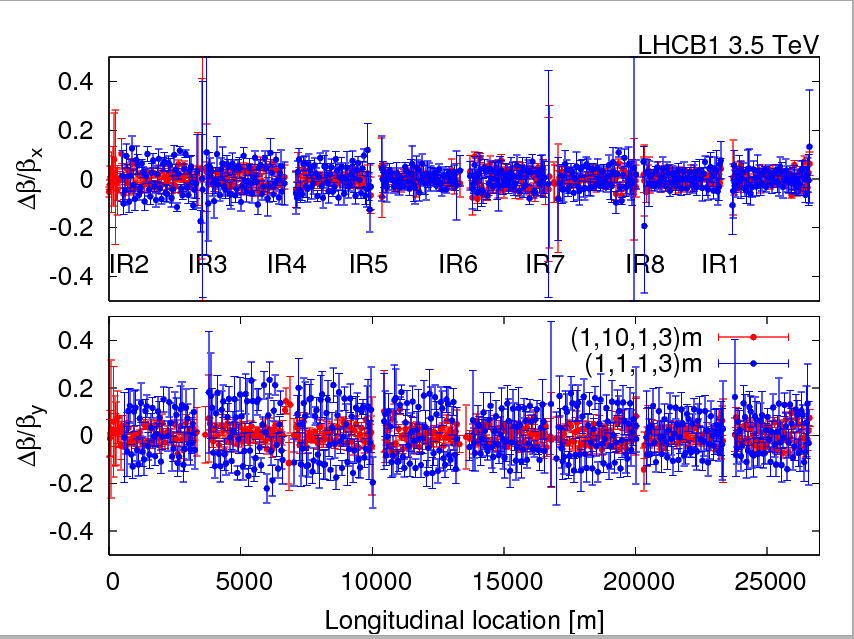 LHCB1 3.5 TeV
0.4
0.2
0
-0.2
-0.4
Δβ/βx
IR2 IR3 IR4 IR5 IR6 IR7 IR8 IR1
0.4
0.2
0
-0.2
-0.4
Δβ/βy
(1,10,1,3)m
(1,1,1,3)m
0 5000 10000 15000 20000 25000
Longitudinal location [m]